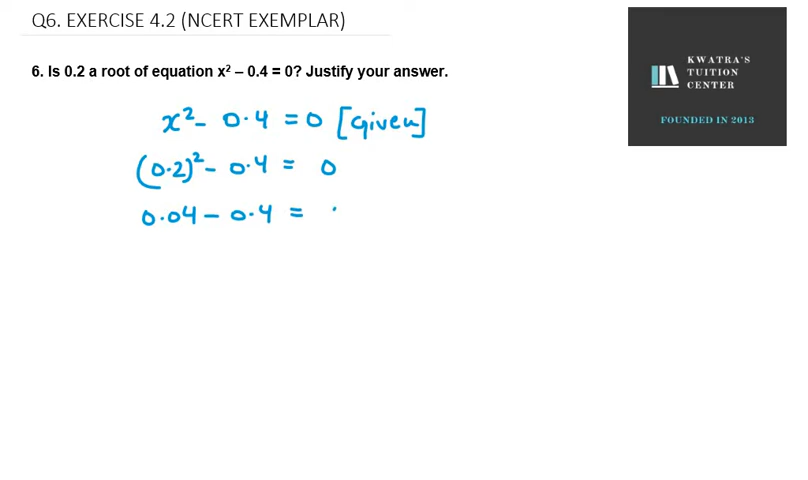 Q6. EXERCISE 4.2 (NCERT EXEMPLAR)
KWATRA'S
TUITION
CENTER
FOUNDED IN 2013
6. Is 0.2 a root of equation x² – 0.4 = 0? Justify your answer.
x² - 0.4 = 0 [Given]
(0.2)² - 0.4 = 0
0.04 - 0.4 =